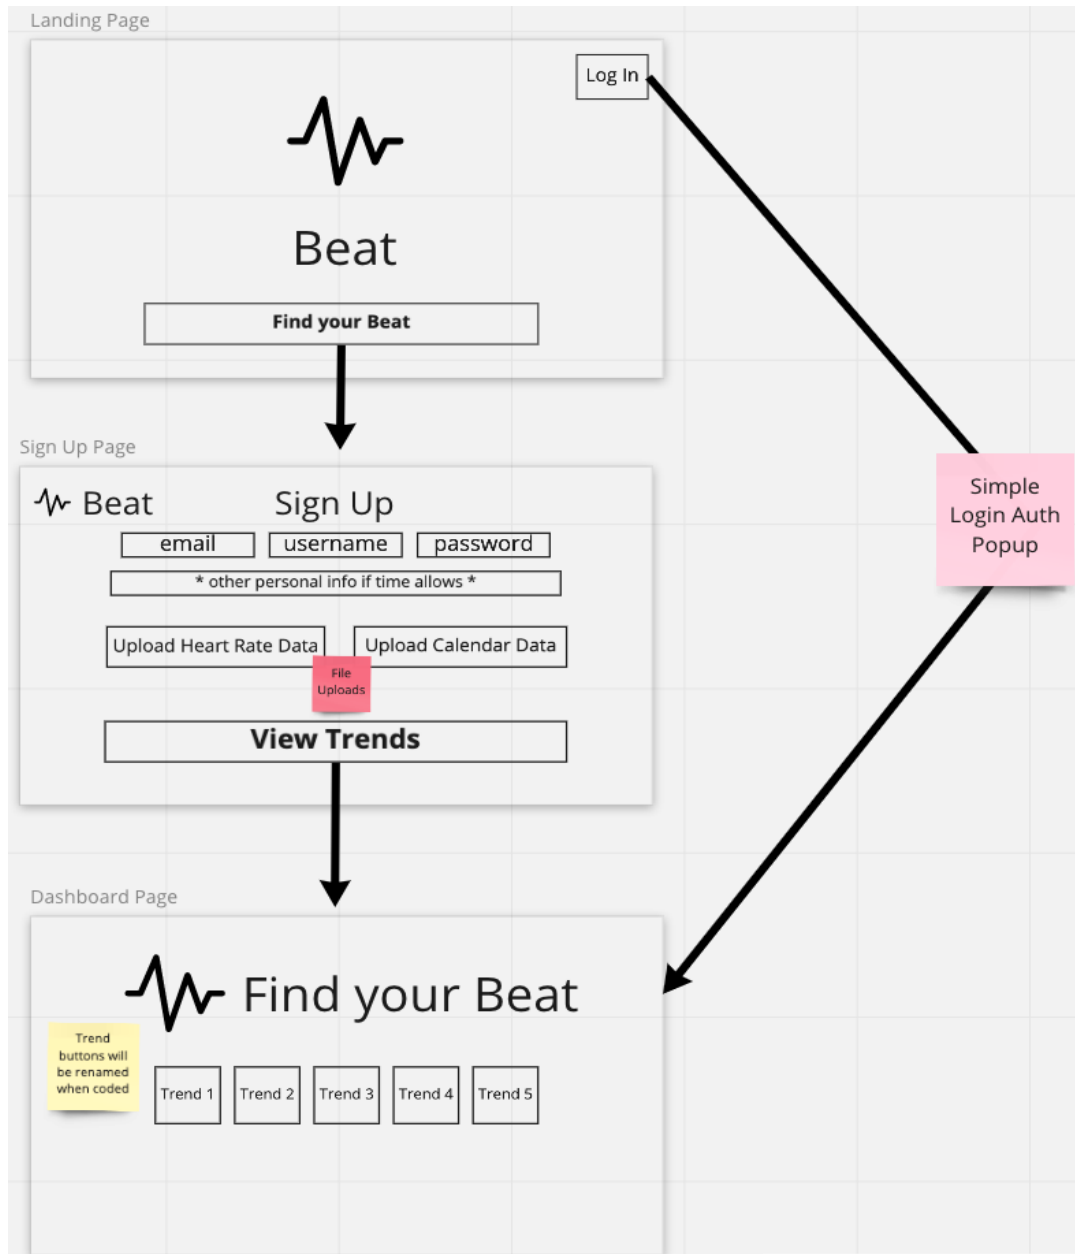 Landing Page
Log In
Beat
Find your Beat
Sign Up Page
Beat
Sign Up
email
username
password
* other personal info if time allows *
Upload Heart Rate Data
Upload Calendar Data
File
Uploads
View Trends
Simple
Login Auth
Popup
Dashboard Page
Find your Beat
Trend
buttons will
be renamed
when coded
Trend 1
Trend 2
Trend 3
Trend 4
Trend 5